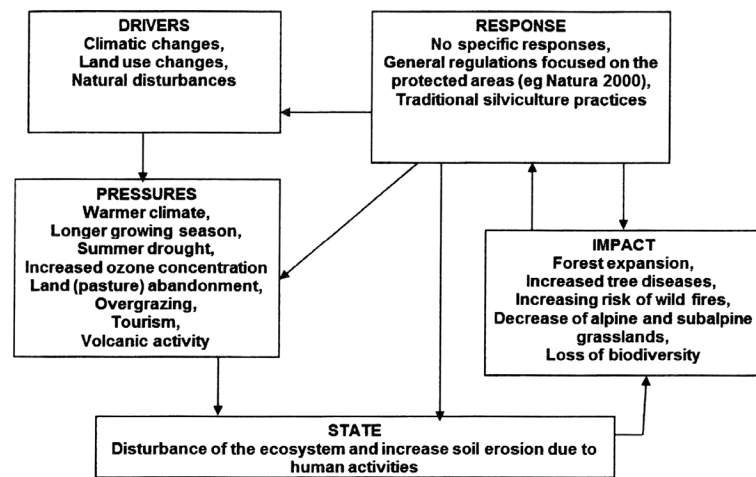 DRIVERS
Climatic changes,
Land use changes,
Natural disturbances
RESPONSE
No specific responses,
General regulations focused on the
protected areas (eg Natura 2000),
Traditional silviculture practices
PRESSURES
Warmer climate,
Longer growing season,
Summer drought,
Increased ozone concentration
Land (pasture) abandonment,
Overgrazing,
Tourism,
Volcanic activity
IMPACT
Forest expansion,
Increased tree diseases,
Increasing risk of wild fires,
Decrease of alpine and subalpine
grasslands,
Loss of biodiversity
STATE
Disturbance of the ecosystem and increase soil erosion due to
human activities